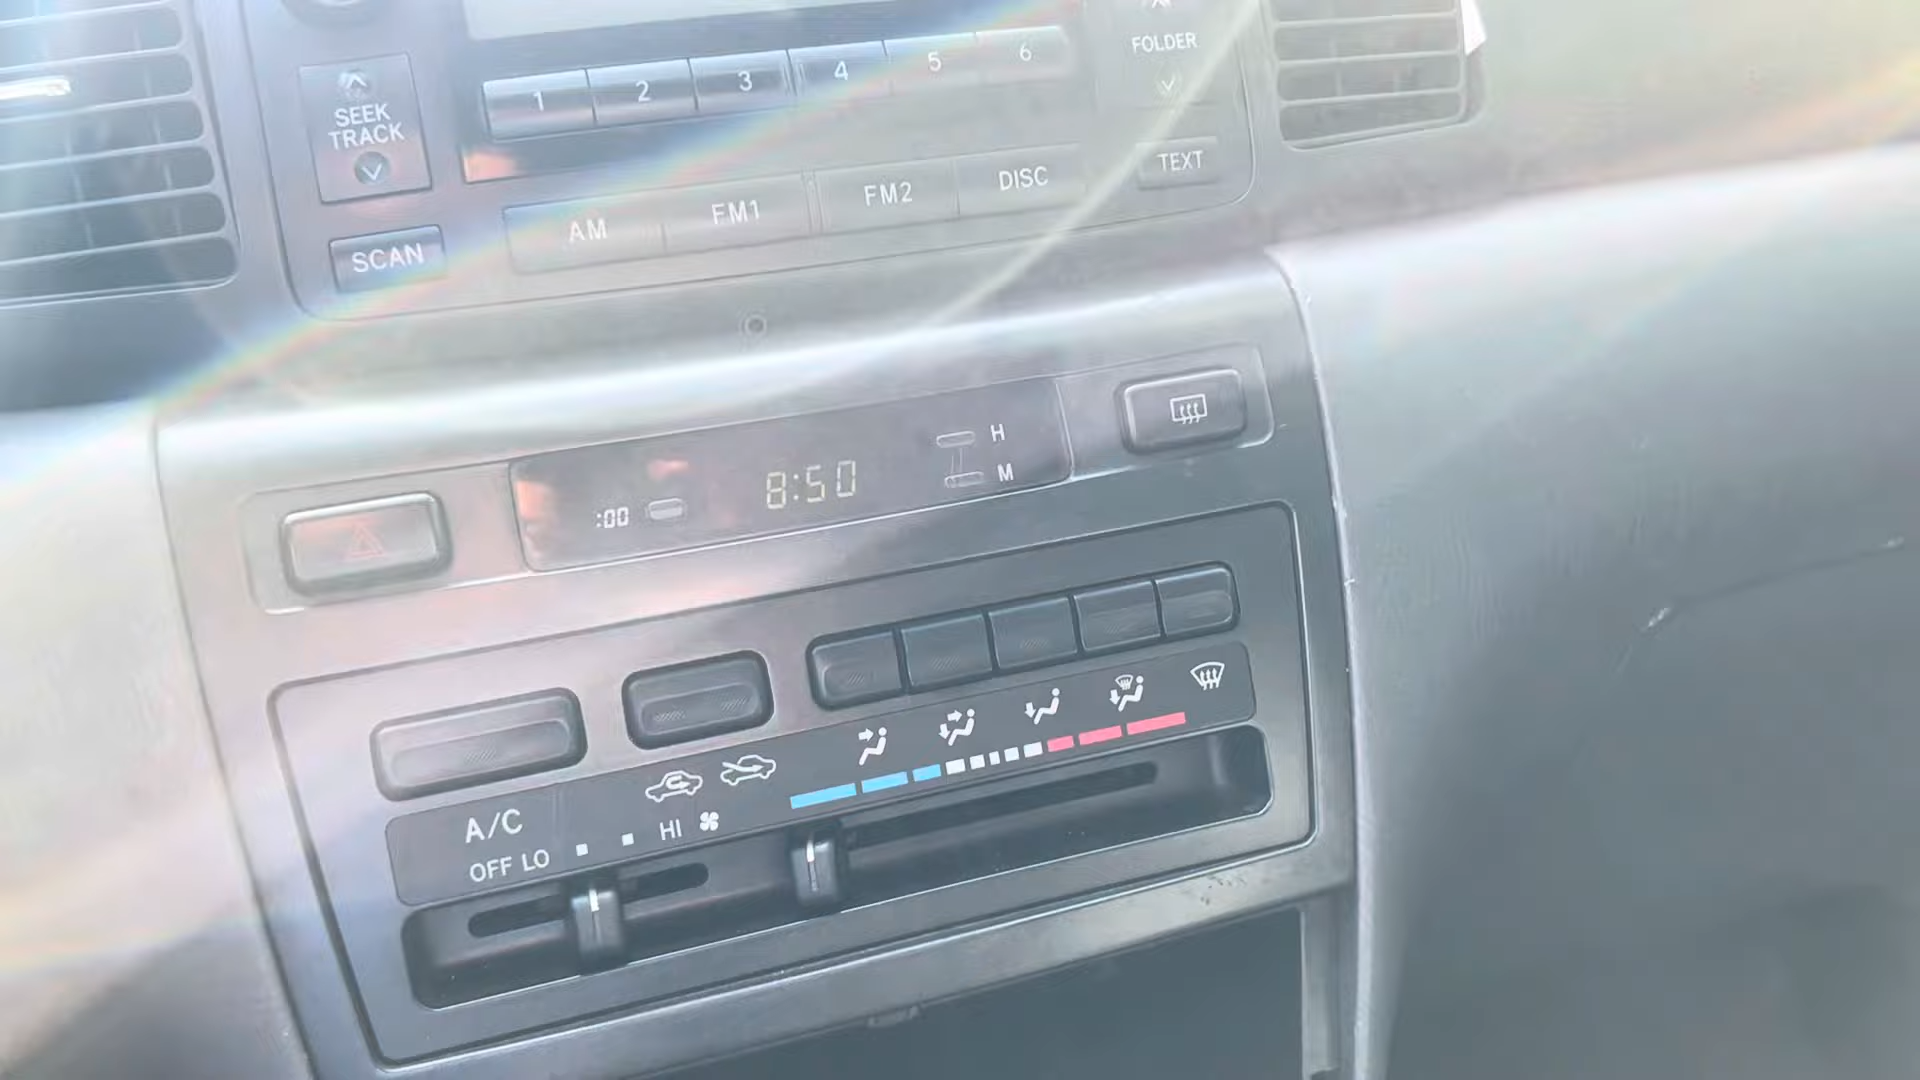 1 2 3 4 5 6
FOLDER
SEEK
TRACK
SCAN
AM FM1 FM2 DISC TEXT
:00 8:50 H
M
A/C
OFF LO HI